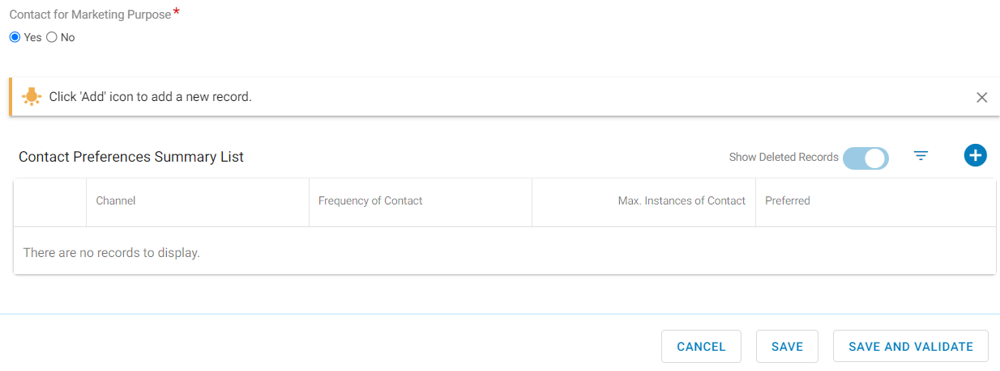 Contact for Marketing Purpose*
Yes No
Click 'Add' icon to add a new record.
Contact Preferences Summary List
Show Deleted Records
Channel
Frequency of Contact
Max. Instances of Contact
Preferred
There are no records to display.
CANCEL
SAVE
SAVE AND VALIDATE